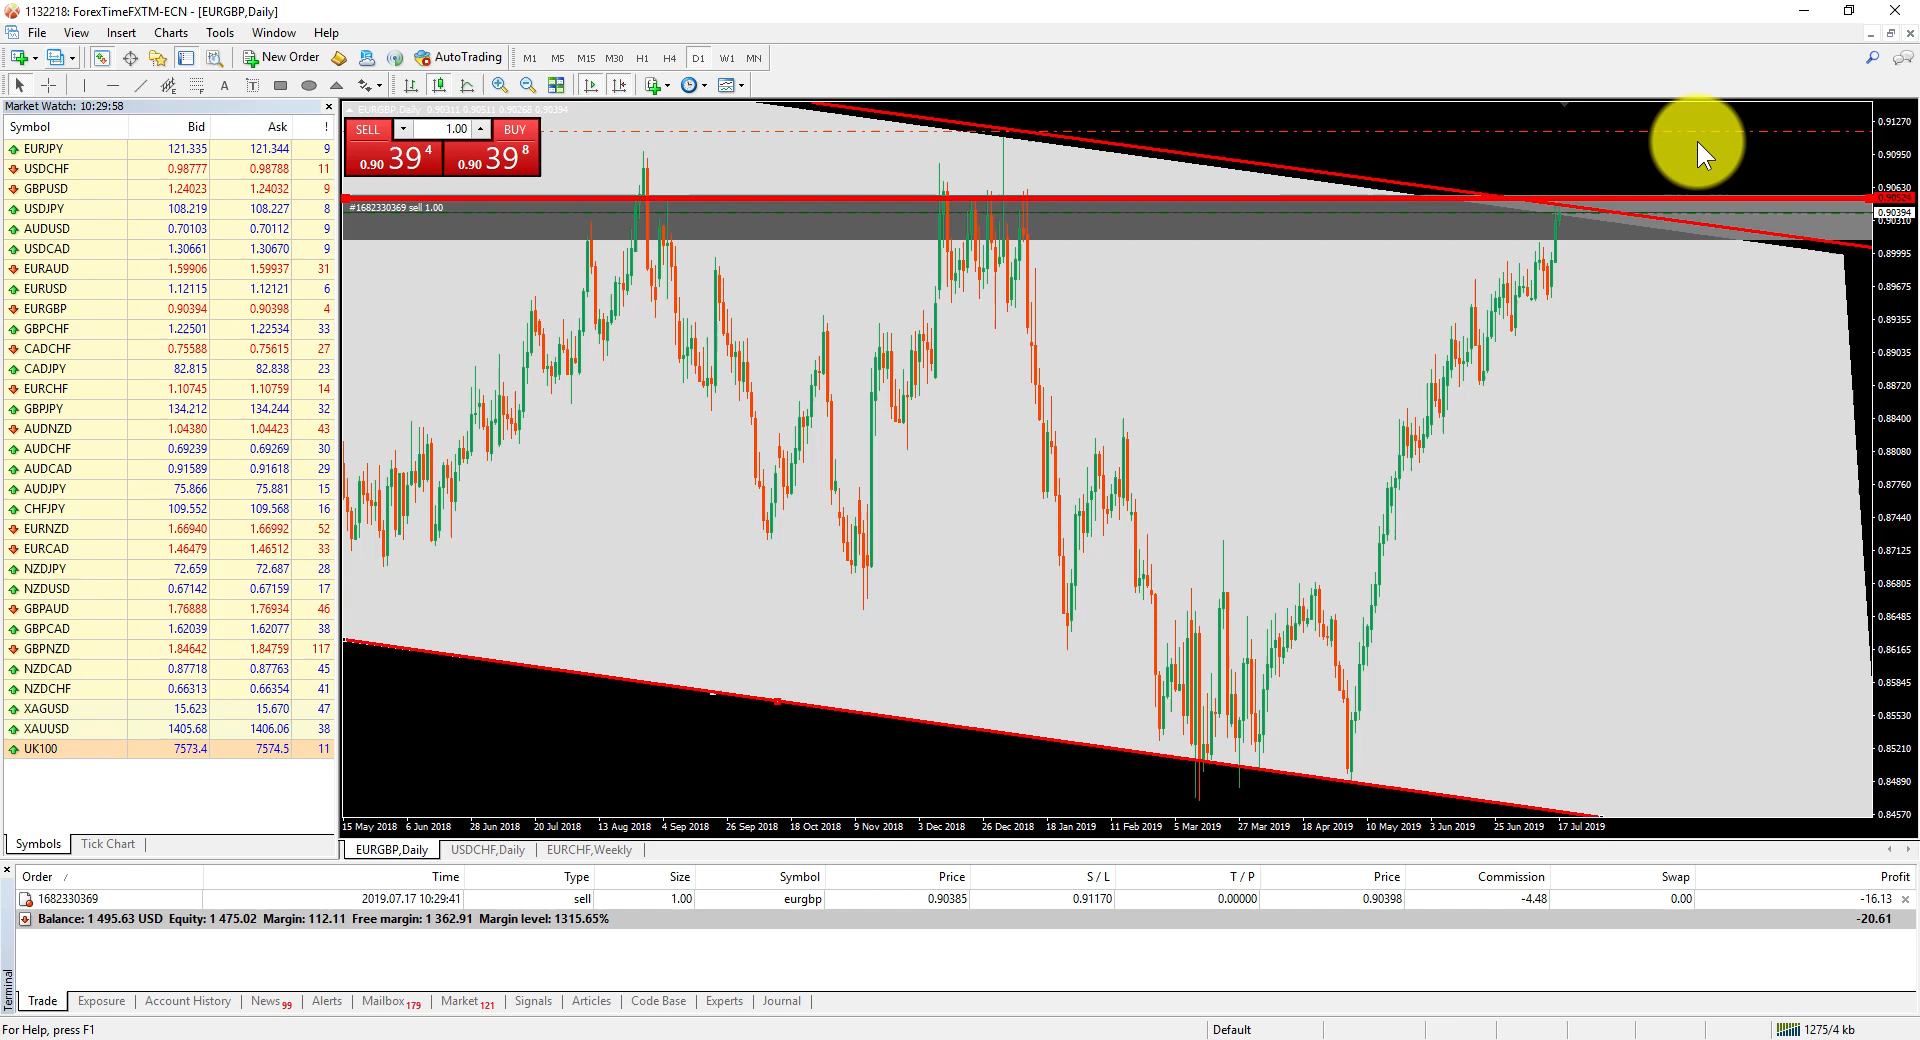 1132218: ForexTimeFXTM-ECN - [EURGBP,Daily]
File View Insert Charts Tools Window Help
New Order AutoTrading M1 M5 M15 M30 H1 H4 D1 W1 MN
Market Watch: 10:29:58
Symbol Bid Ask !
EURJPY 121.335 121.344 9
USDCHF 0.98777 0.98788 11
GBPUSD 1.24023 1.24032 9
USDJPY 108.219 108.227 8
AUDUSD 0.70103 0.70112 9
USDCAD 1.30661 1.30670 9
EURAUD 1.59906 1.59937 31
EURUSD 1.12115 1.12121 6
EURGBP 0.90394 0.90398 4
GBPCHF 1.22501 1.22534 33
CADCHF 0.75588 0.75615 27
CADJPY 82.815 82.838 23
EURCHF 1.10745 1.10759 14
GBPJPY 134.212 134.244 32
AUDNZD 1.04380 1.04423 43
AUDCHF 0.69239 0.69269 30
AUDCAD 0.91589 0.91618 29
AUDJPY 75.866 75.881 15
CHFJPY 109.552 109.568 16
EURNZD 1.66940 1.66992 52
EURCAD 1.46479 1.46512 33
NZDJPY 72.659 72.687 28
NZDUSD 0.67142 0.67159 17
GBPAUD 1.76888 1.76934 46
GBPCAD 1.62039 1.62077 38
GBPNZD 1.84642 1.84759 117
NZDCAD 0.87718 0.87763 45
NZDCHF 0.66313 0.66354 41
XAGUSD 15.623 15.670 47
XAUUSD 1405.68 1406.06 38
UK100 7573.4 7574.5 11
Symbols Tick Chart
EURGBP,Daily 0.90311 0.90511 0.90268 0.90394
SELL 1.00 BUY
0.90 39 4 0.90 39 8
#1682330369 sell 1.00
0.91270
0.90950
0.90630
0.90524
0.90394
0.90310
0.89995
0.89675
0.89355
0.89035
0.88720
0.88400
0.88080
0.87760
0.87440
0.87125
0.86805
0.86485
0.86165
0.85845
0.85530
0.85210
0.84890
0.84570
15 May 2018 6 Jun 2018 28 Jun 2018 20 Jul 2018 13 Aug 2018 4 Sep 2018 26 Sep 2018 18 Oct 2018 9 Nov 2018 3 Dec 2018 26 Dec 2018 18 Jan 2019 11 Feb 2019 5 Mar 2019 27 Mar 2019 18 Apr 2019 10 May 2019 3 Jun 2019 25 Jun 2019 17 Jul 2019
EURGBP,Daily USDCHF,Daily EURCHF,Weekly
Order / Time Type Size Symbol Price S / L T / P Price Commission Swap Profit
1682330369 2019.07.17 10:29:41 sell 1.00 eurgbp 0.90385 0.91170 0.00000 0.90398 -4.48 0.00 -16.13
Balance: 1 495.63 USD Equity: 1 475.02 Margin: 112.11 Free margin: 1 362.91 Margin level: 1315.65% -20.61
Terminal
Trade Exposure Account History News 99 Alerts Mailbox 179 Market 121 Signals Articles Code Base Experts Journal
For Help, press F1 Default 1275/4 kb